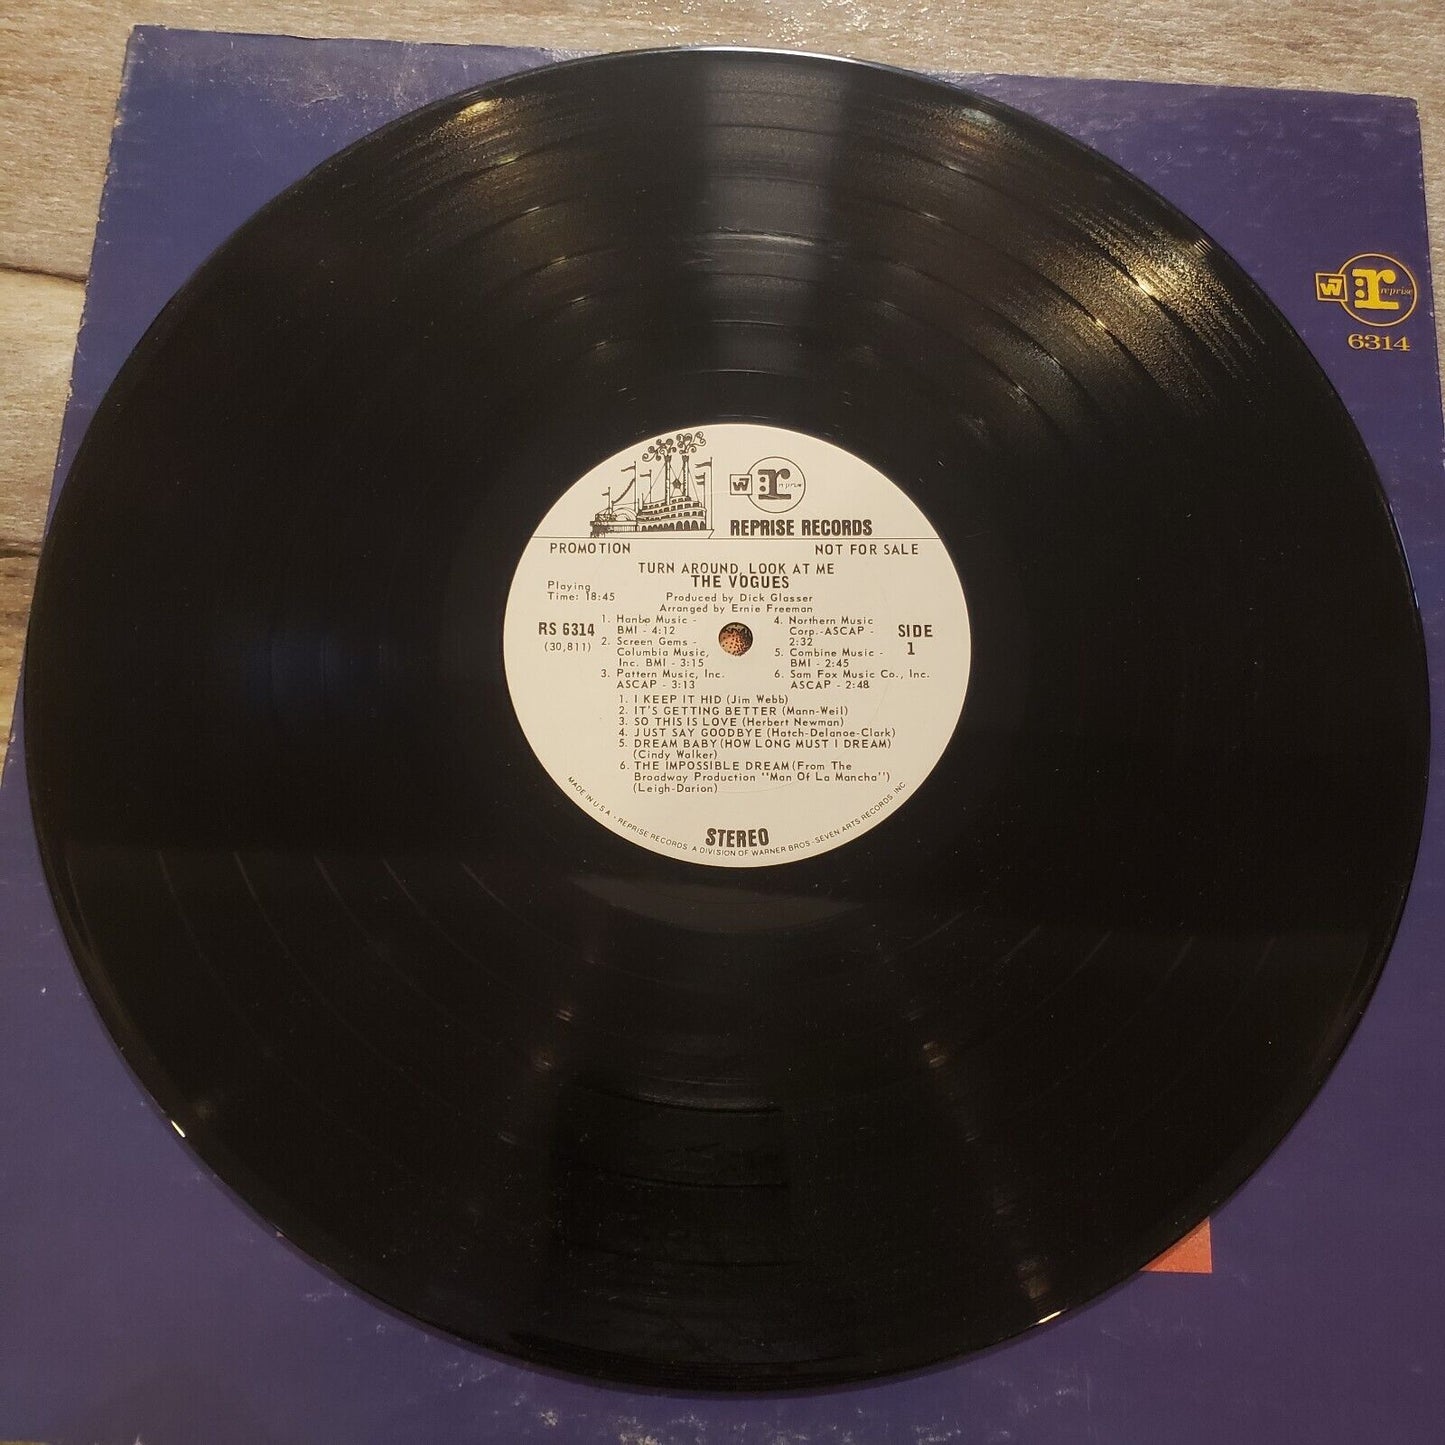 W
:r reprise
6314
W
:r reprise
REPRISE RECORDS
PROMOTION NOT FOR SALE
TURN AROUND, LOOK AT ME
THE VOGUES
Playing
Time: 18:45
Produced by Dick Glasser
Arranged by Ernie Freeman
RS 6314
(30,811)
SIDE
1
1. Hanbo Music -
BMI - 4:12
2. Screen Gems -
Columbia Music,
Inc. BMI - 3:15
3. Pattern Music, Inc.
ASCAP - 3:13
4. Northern Music
Corp.-ASCAP -
2:32
5. Combine Music -
BMI - 2:45
6. Sam Fox Music Co., Inc.
ASCAP - 2:48
1. I KEEP IT HID (Jim Webb)
2. IT'S GETTING BETTER (Mann-Weil)
3. SO THIS IS LOVE (Herbert Newman)
4. JUST SAY GOODBYE (Hatch-Delanoe-Clark)
5. DREAM BABY (HOW LONG MUST I DREAM)
(Cindy Walker)
6. THE IMPOSSIBLE DREAM (From The
Broadway Production "Man Of La Mancha")
(Leigh-Darion)
STEREO
MADE IN U.S.A. • REPRISE RECORDS A DIVISION OF WARNER BROS.-SEVEN ARTS RECORDS, INC.